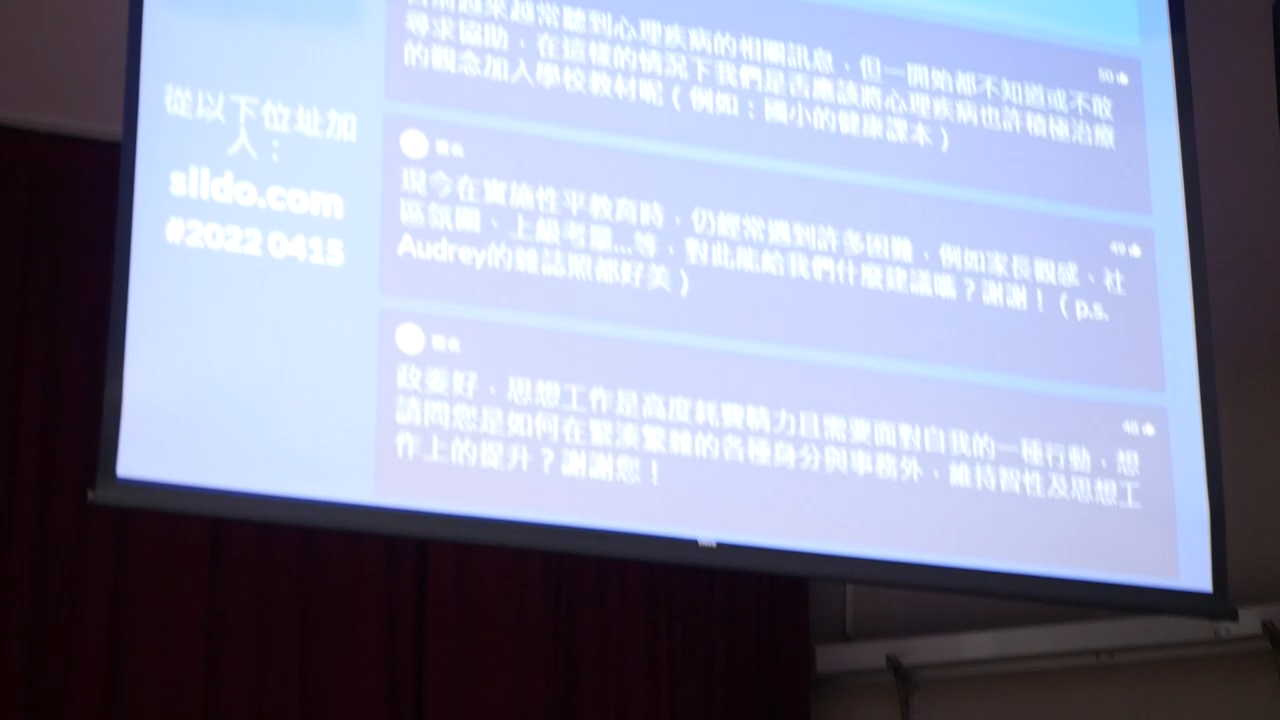 從以下位址加
入：
slido.com
#2022 0415
目前越來越常聽到心理疾病的相關訊息，但一開始都不知道或不敢
尋求協助，在這樣的情況下我們是否應該將心理疾病也許積極治療
的觀念加入學校教材呢（例如：國小的健康課本）
50
匿名
現今在實施性平教育時，仍經常遇到許多困難，例如家長觀感、社
區氛圍、上級考量...等，對此能給我們什麼建議嗎？謝謝！（p.s.
Audrey的雜誌照都好美）
49
匿名
政委好，思想工作是高度耗費精力且需要面對自我的一種行動，想
請問您是如何在緊湊繁雜的各種身分與事務外，維持智性及思想工
作上的提升？謝謝您！
48